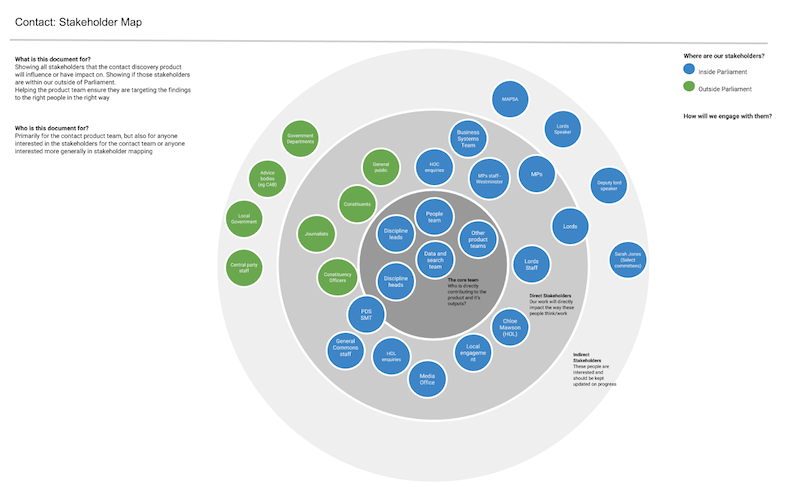 Contact: Stakeholder Map
What is this document for?
Showing all stakeholders that the contact discovery product
will influence or have impact on. Showing if those stakeholders
are within our outside of Parliament.
Helping the product team ensure they are targeting the findings
to the right people in the right way
Who is this document for?
Primarily for the contact product team, but also for anyone
interested in the stakeholders for the contact team or anyone
interested more generally in stakeholder mapping
Where are our stakeholders?
Inside Parliament
Outside Parliament
How will we engage with them?
MAPSA
Lords
Speaker
Deputy lord
speaker
Sarah Jones
(Select
committees)
Government
Departments
Advice
bodies
(eg CAB)
Local
Government
Central party
staff
Business
Systems
Team
General
public
HOC
enquiries
MPs staff -
Westminster
MPs
Constituents
Journalists
Lords
Constituency
Officers
Lords
Staff
People
team
Discipline
leads
Other
product
teams
Data and
search
team
Discipline
heads
The core team
Who is directly
contributing to the
product and it's
outputs?
Direct Stakeholders
Our work will directly
impact the way these
people think/work
PDS
SMT
Chloe
Mawson
(HOL)
General
Commons
staff
HOL
enquiries
Local
engageme
nt
Media
Office
Indirect
Stakeholders
These people are
interested and
should be kept
updated on progress